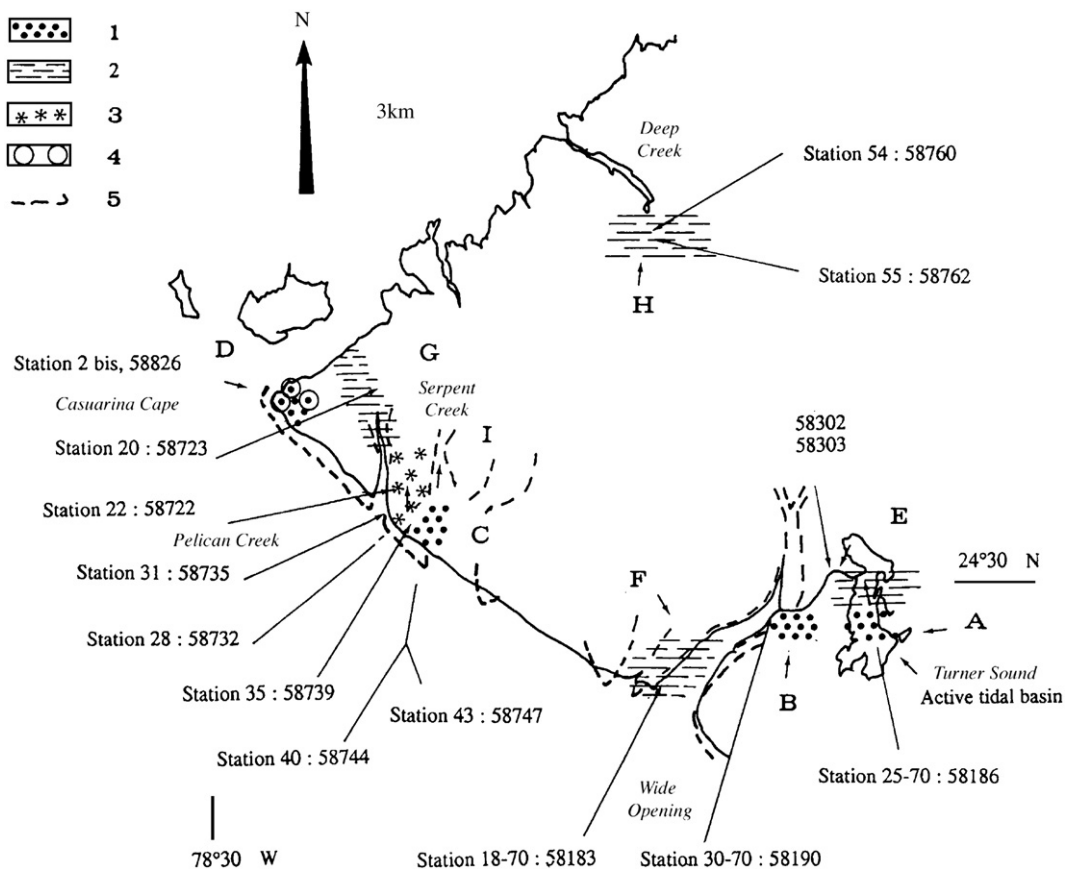 1
2
3
4
5
N
3km
Deep
Creek
Station 54 : 58760
Station 55 : 58762
H
D
Station 2 bis, 58826
Casuarina Cape
G
Serpent
Creek
I
Station 20 : 58723
58302
58303
Station 22 : 58722
Pelican Creek
C
E
24°30 N
Station 31 : 58735
F
A
Station 28 : 58732
Turner Sound
Active tidal basin
B
Station 35 : 58739
Station 43 : 58747
Station 40 : 58744
Station 25-70 : 58186
Wide
Opening
78°30 W
Station 18-70 : 58183
Station 30-70 : 58190